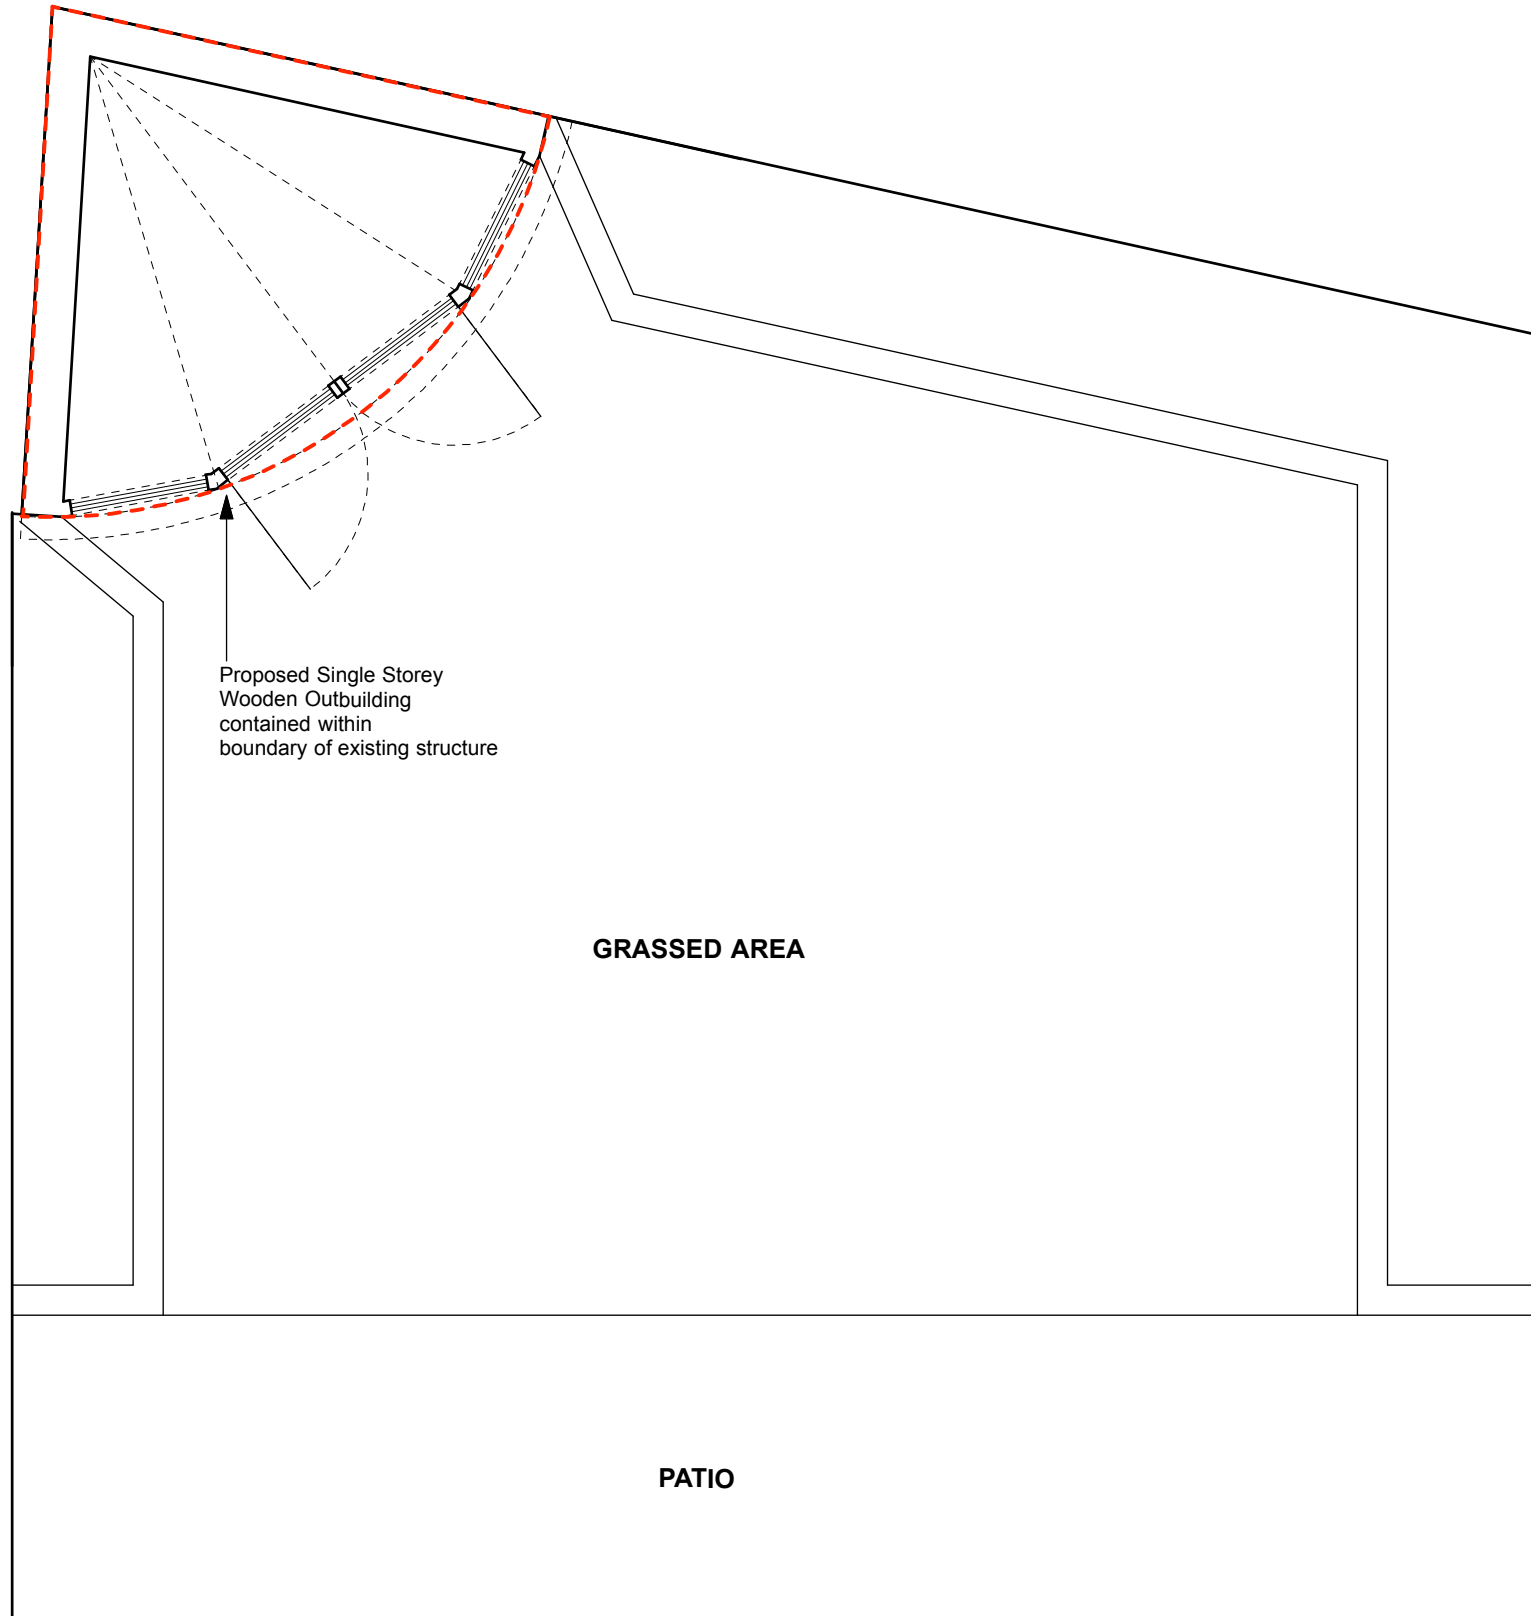 Proposed Single Storey
Wooden Outbuilding
contained within
boundary of existing structure
GRASSED AREA
PATIO